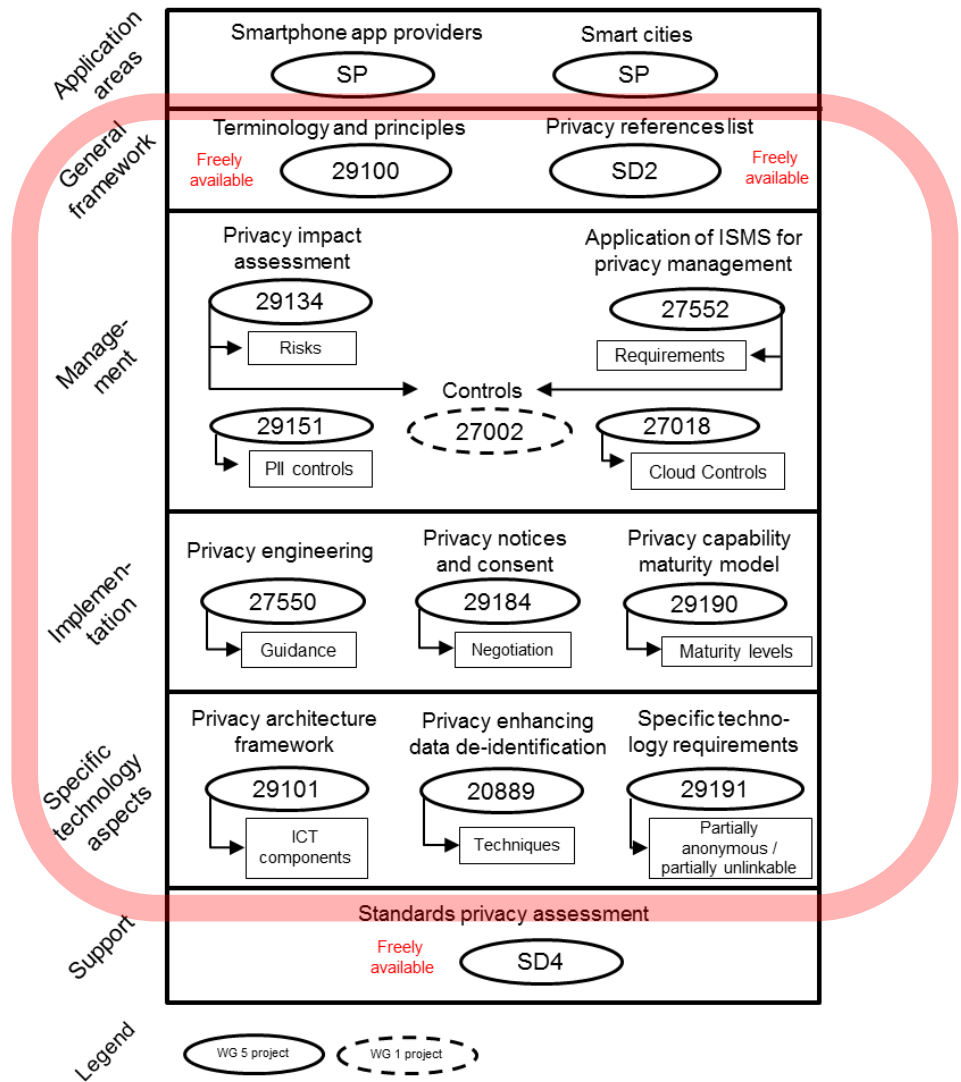 Application
areas
Smartphone app providers
SP
Smart cities
SP
General
framework
Terminology and principles
Freely
available
29100
Privacy references list
SD2
Freely
available
Manage-
ment
Privacy impact
assessment
29134
Risks
Application of ISMS for
privacy management
27552
Requirements
Controls
27002
29151
PII controls
27018
Cloud Controls
Implemen-
tation
Privacy engineering
27550
Guidance
Privacy notices
and consent
29184
Negotiation
Privacy capability
maturity model
29190
Maturity levels
Specific
technology
aspects
Privacy architecture
framework
29101
ICT
components
Privacy enhancing
data de-identification
20889
Techniques
Specific techno-
logy requirements
29191
Partially
anonymous /
partially unlinkable
Support
Standards privacy assessment
Freely
available
SD4
Legend
WG 5 project
WG 1 project